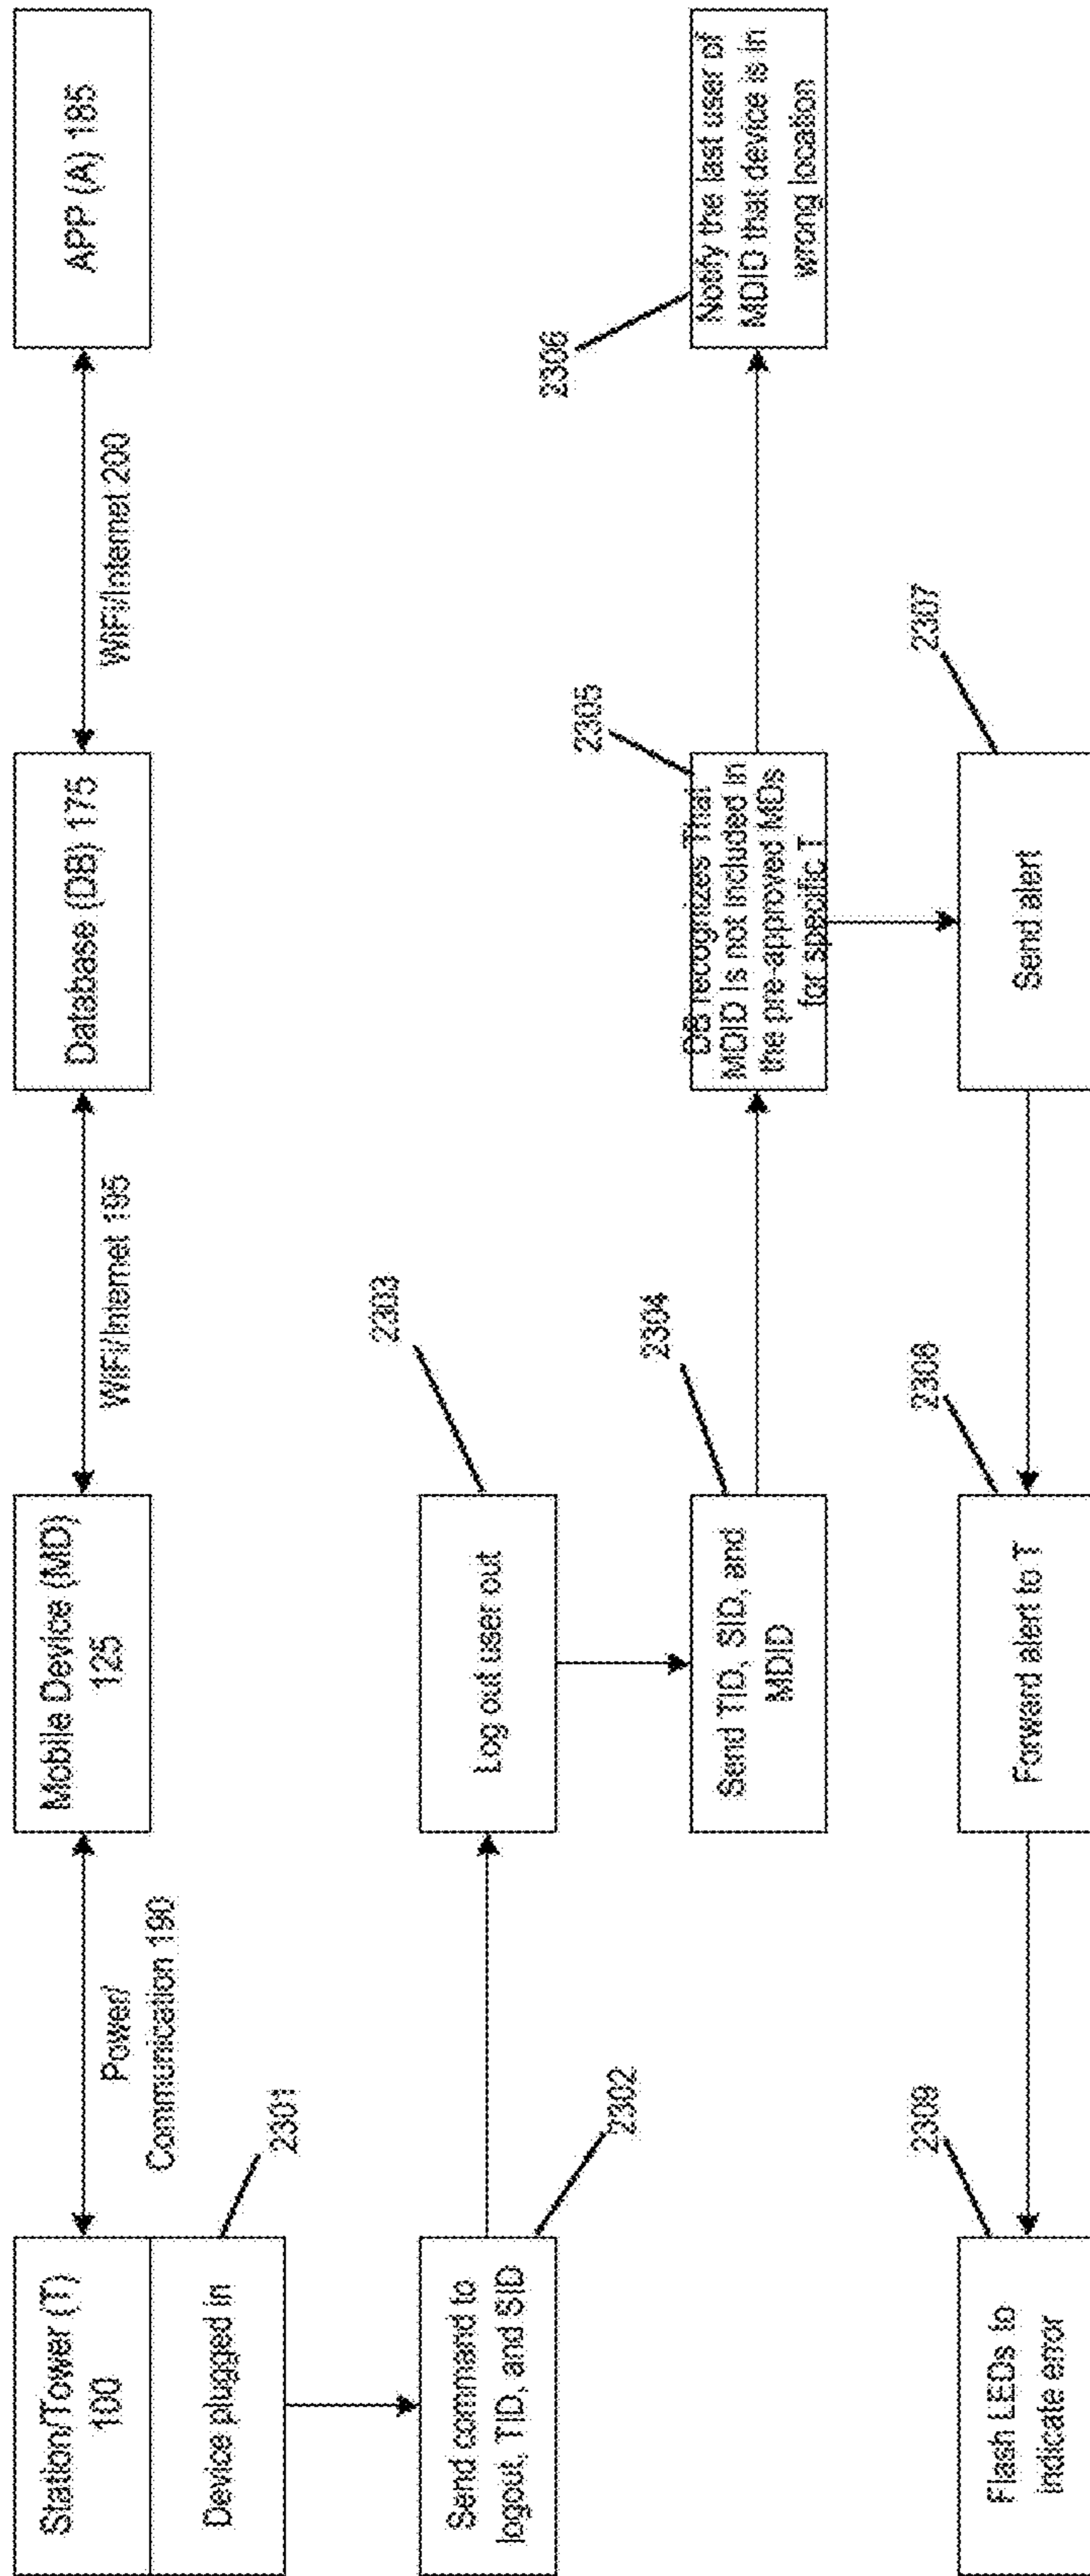 Station/Tower (T)
100
Power/
Communication 190
Mobile Device (MD)
125
WiFi/Internet 195
Database (DB) 175
WiFi/Internet 200
APP (A) 185
Device plugged in
2301
Send command to
logout, TID, and SID
2302
Log out user out
2303
Send TID, SID, and
MDID
2304
DB recognizes That
MDID is not included in
the pre-approved MDs
for specific T
2305
Notify the last user of
MDID that device is in
wrong location
2306
Send alert
2307
Forward alert to T
2308
Flash LEDs to
indicate error
2309